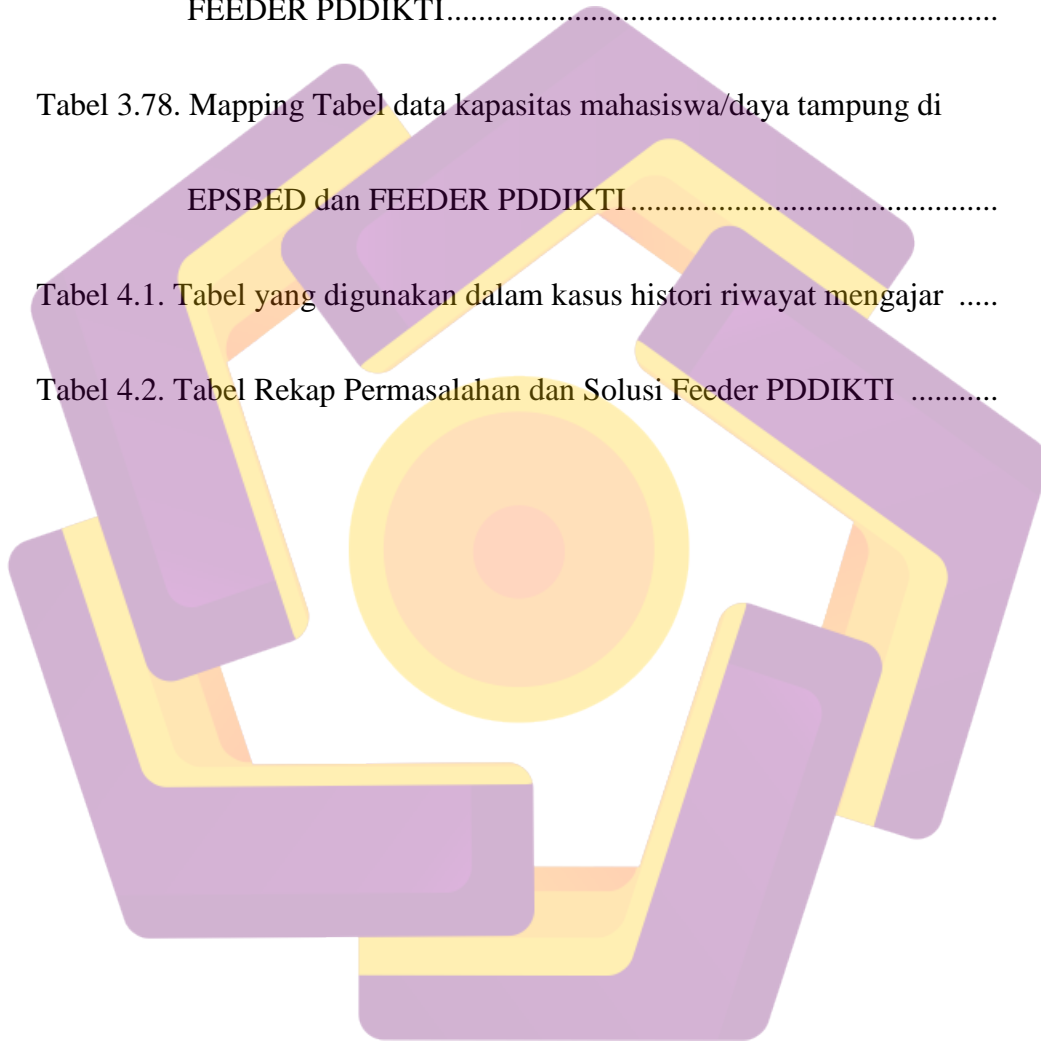 FEEDER PDDIKTI.....................................................................
Tabel 3.78. Mapping Tabel data kapasitas mahasiswa/daya tampung di
EPSBED dan FEEDER PDDIKTI..............................................
Tabel 4.1. Tabel yang digunakan dalam kasus histori riwayat mengajar .....
Tabel 4.2. Tabel Rekap Permasalahan dan Solusi Feeder PDDIKTI ...........